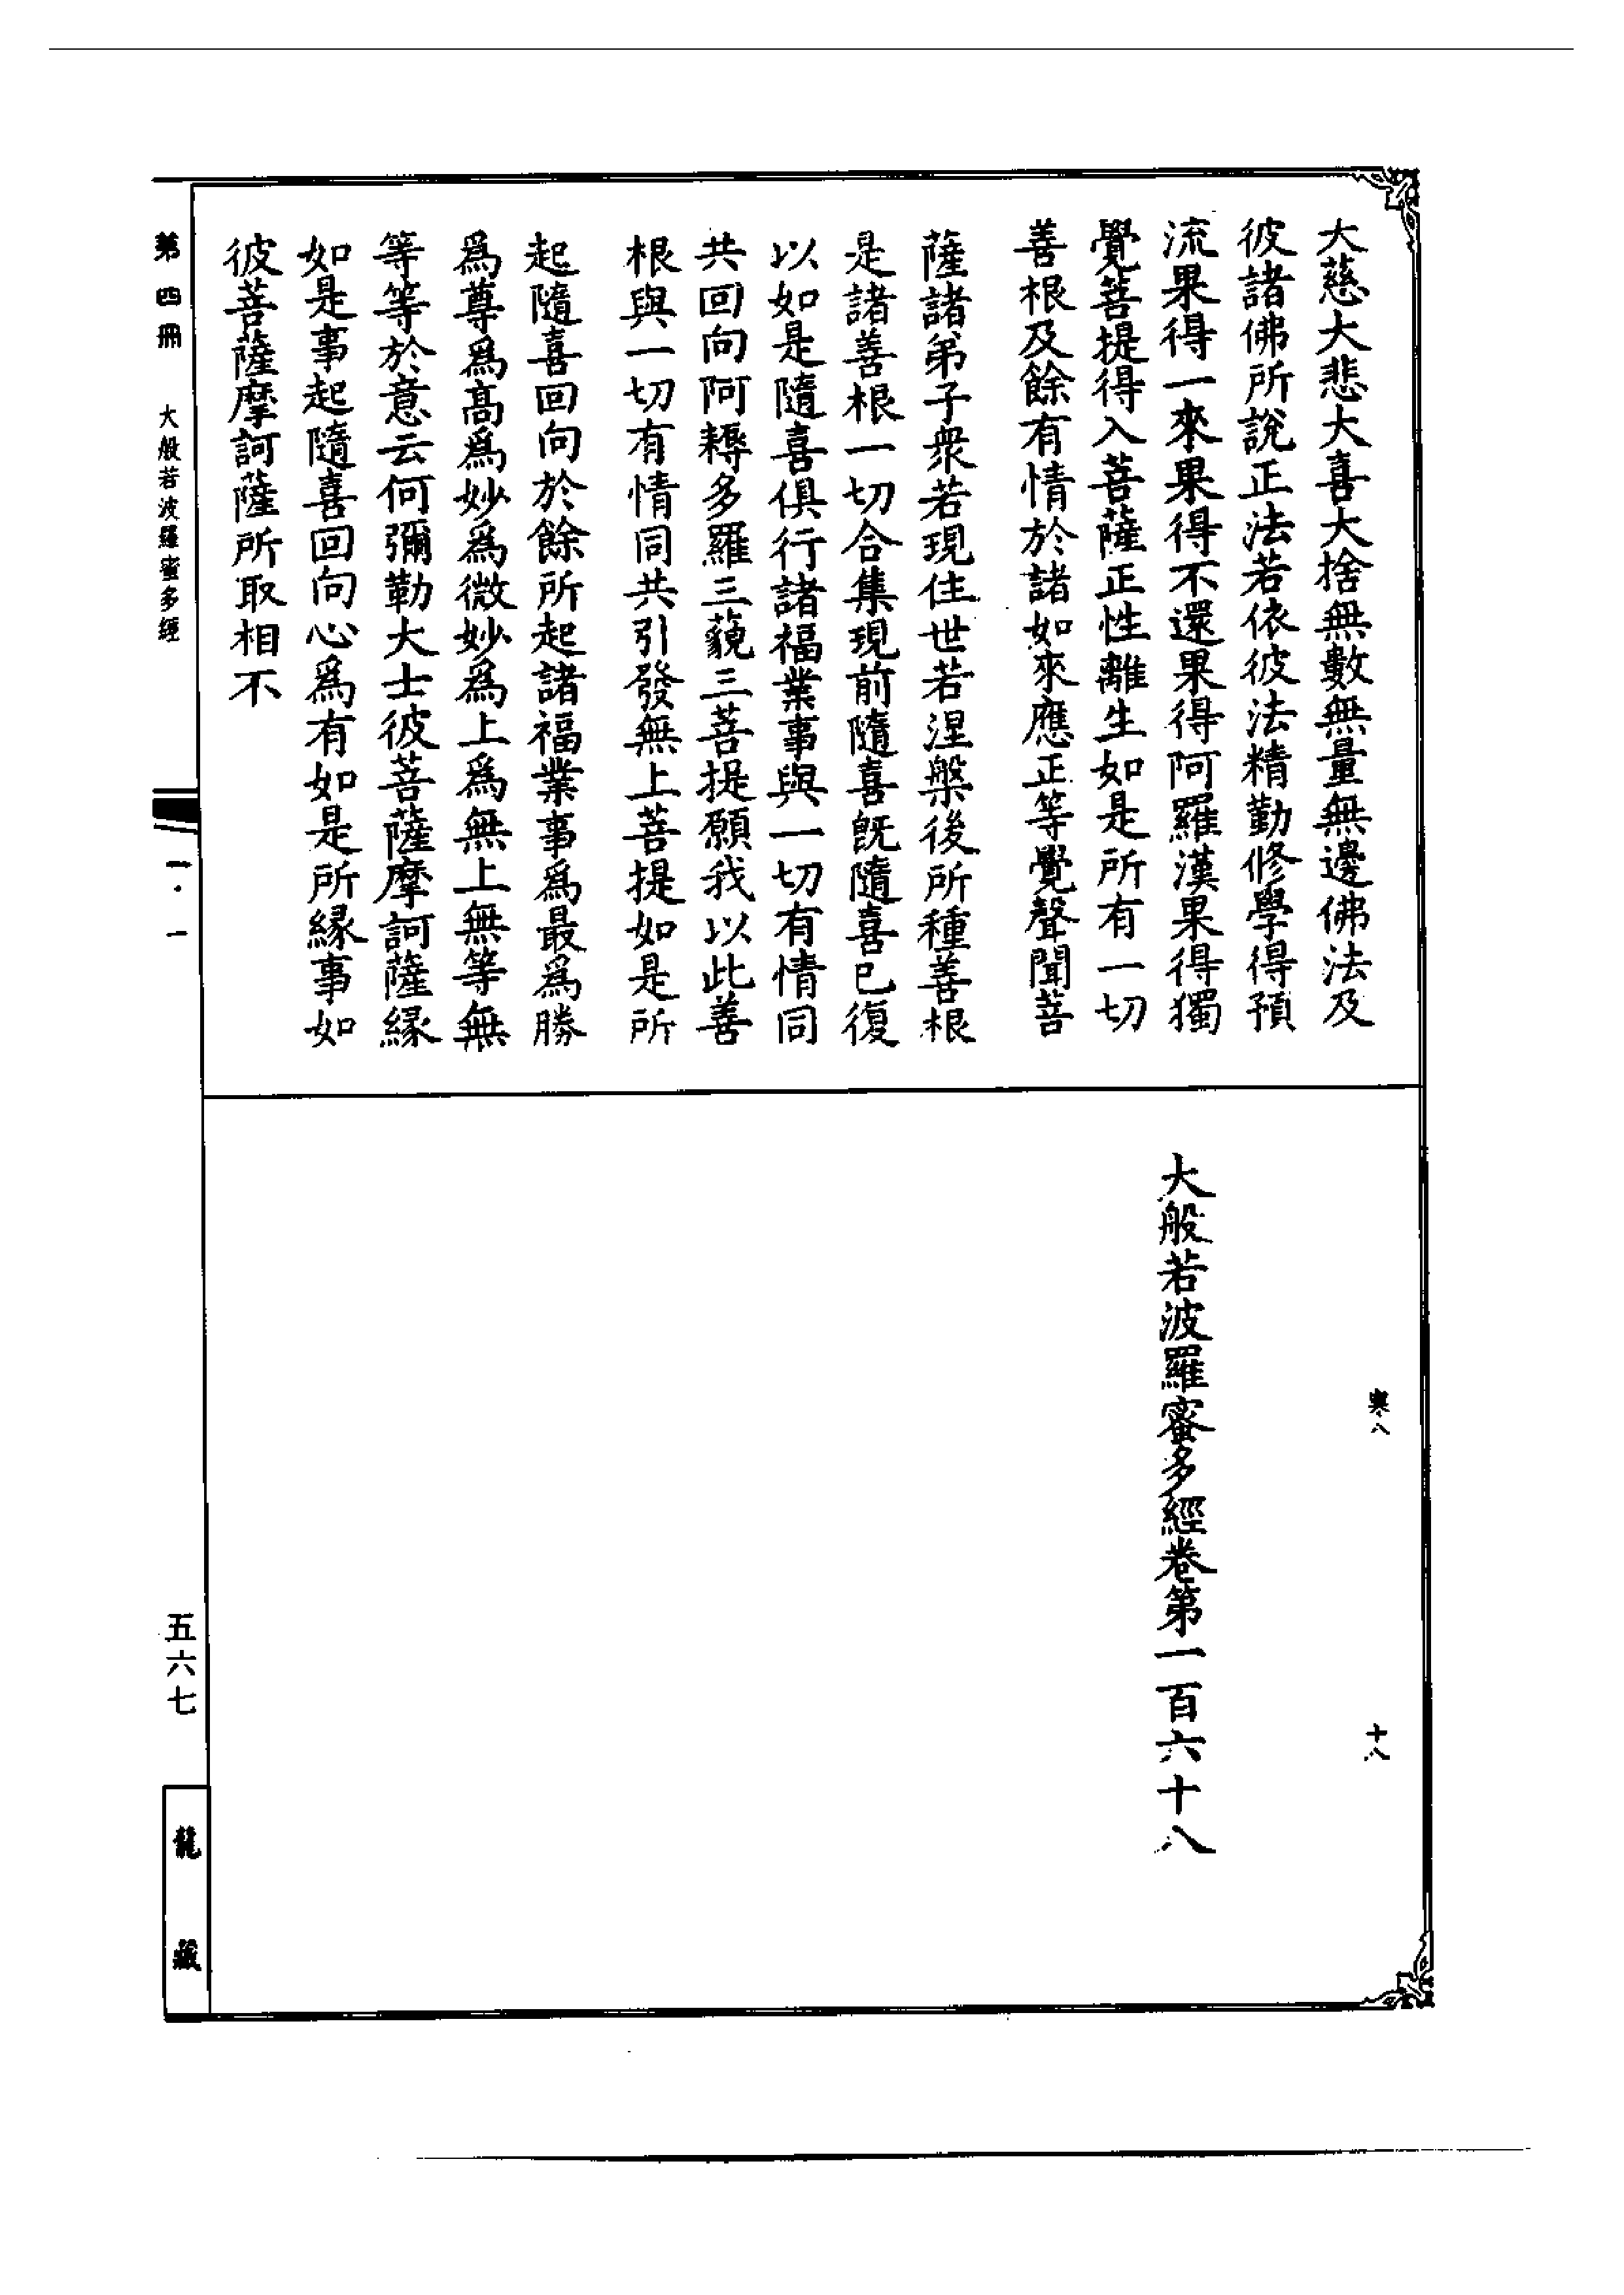 大慈大悲大喜大捨無數無量無邊佛法及
彼諸佛所說正法若依彼法精勤修學得預
流果得一來果得不還果得阿羅漢果得獨
覺菩提得入菩薩正性離生如是所有一切
善根及餘有情於諸如來應正等覺聲聞菩
薩諸弟子衆若現住世若涅槃後所種善根
是諸善根一切合集現前隨喜旣隨喜已復
以如是隨喜俱行諸福業事與一切有情同
共回向阿耨多羅三藐三菩提願我以此善
根與一切有情同共引發無上菩提如是所
起隨喜回向於餘所起諸福業事爲最爲勝
爲尊爲高爲妙爲微妙爲上爲無上無等無
等等於意云何彌勒大士彼菩薩摩訶薩緣
如是事起隨喜回向心爲有如是所緣事如
彼菩薩摩訶薩所取相不
大般若波羅蜜多經卷第一百六十八
寒八
十八
第四冊
大般若波羅蜜多經
一·一
五六七
龍藏